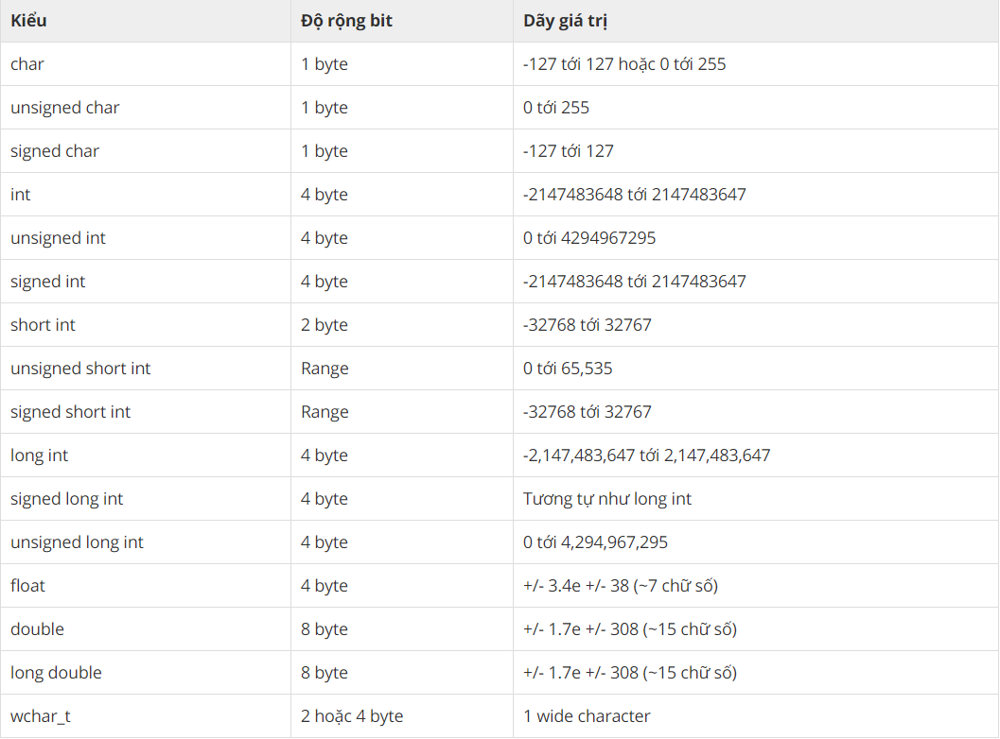 Kiểu Độ rộng bit Dãy giá trị
char 1 byte -127 tới 127 hoặc 0 tới 255
unsigned char 1 byte 0 tới 255
signed char 1 byte -127 tới 127
int 4 byte -2147483648 tới 2147483647
unsigned int 4 byte 0 tới 4294967295
signed int 4 byte -2147483648 tới 2147483647
short int 2 byte -32768 tới 32767
unsigned short int Range 0 tới 65,535
signed short int Range -32768 tới 32767
long int 4 byte -2,147,483,647 tới 2,147,483,647
signed long int 4 byte Tương tự như long int
unsigned long int 4 byte 0 tới 4,294,967,295
float 4 byte +/- 3.4e +/- 38 (~7 chữ số)
double 8 byte +/- 1.7e +/- 308 (~15 chữ số)
long double 8 byte +/- 1.7e +/- 308 (~15 chữ số)
wchar_t 2 hoặc 4 byte 1 wide character